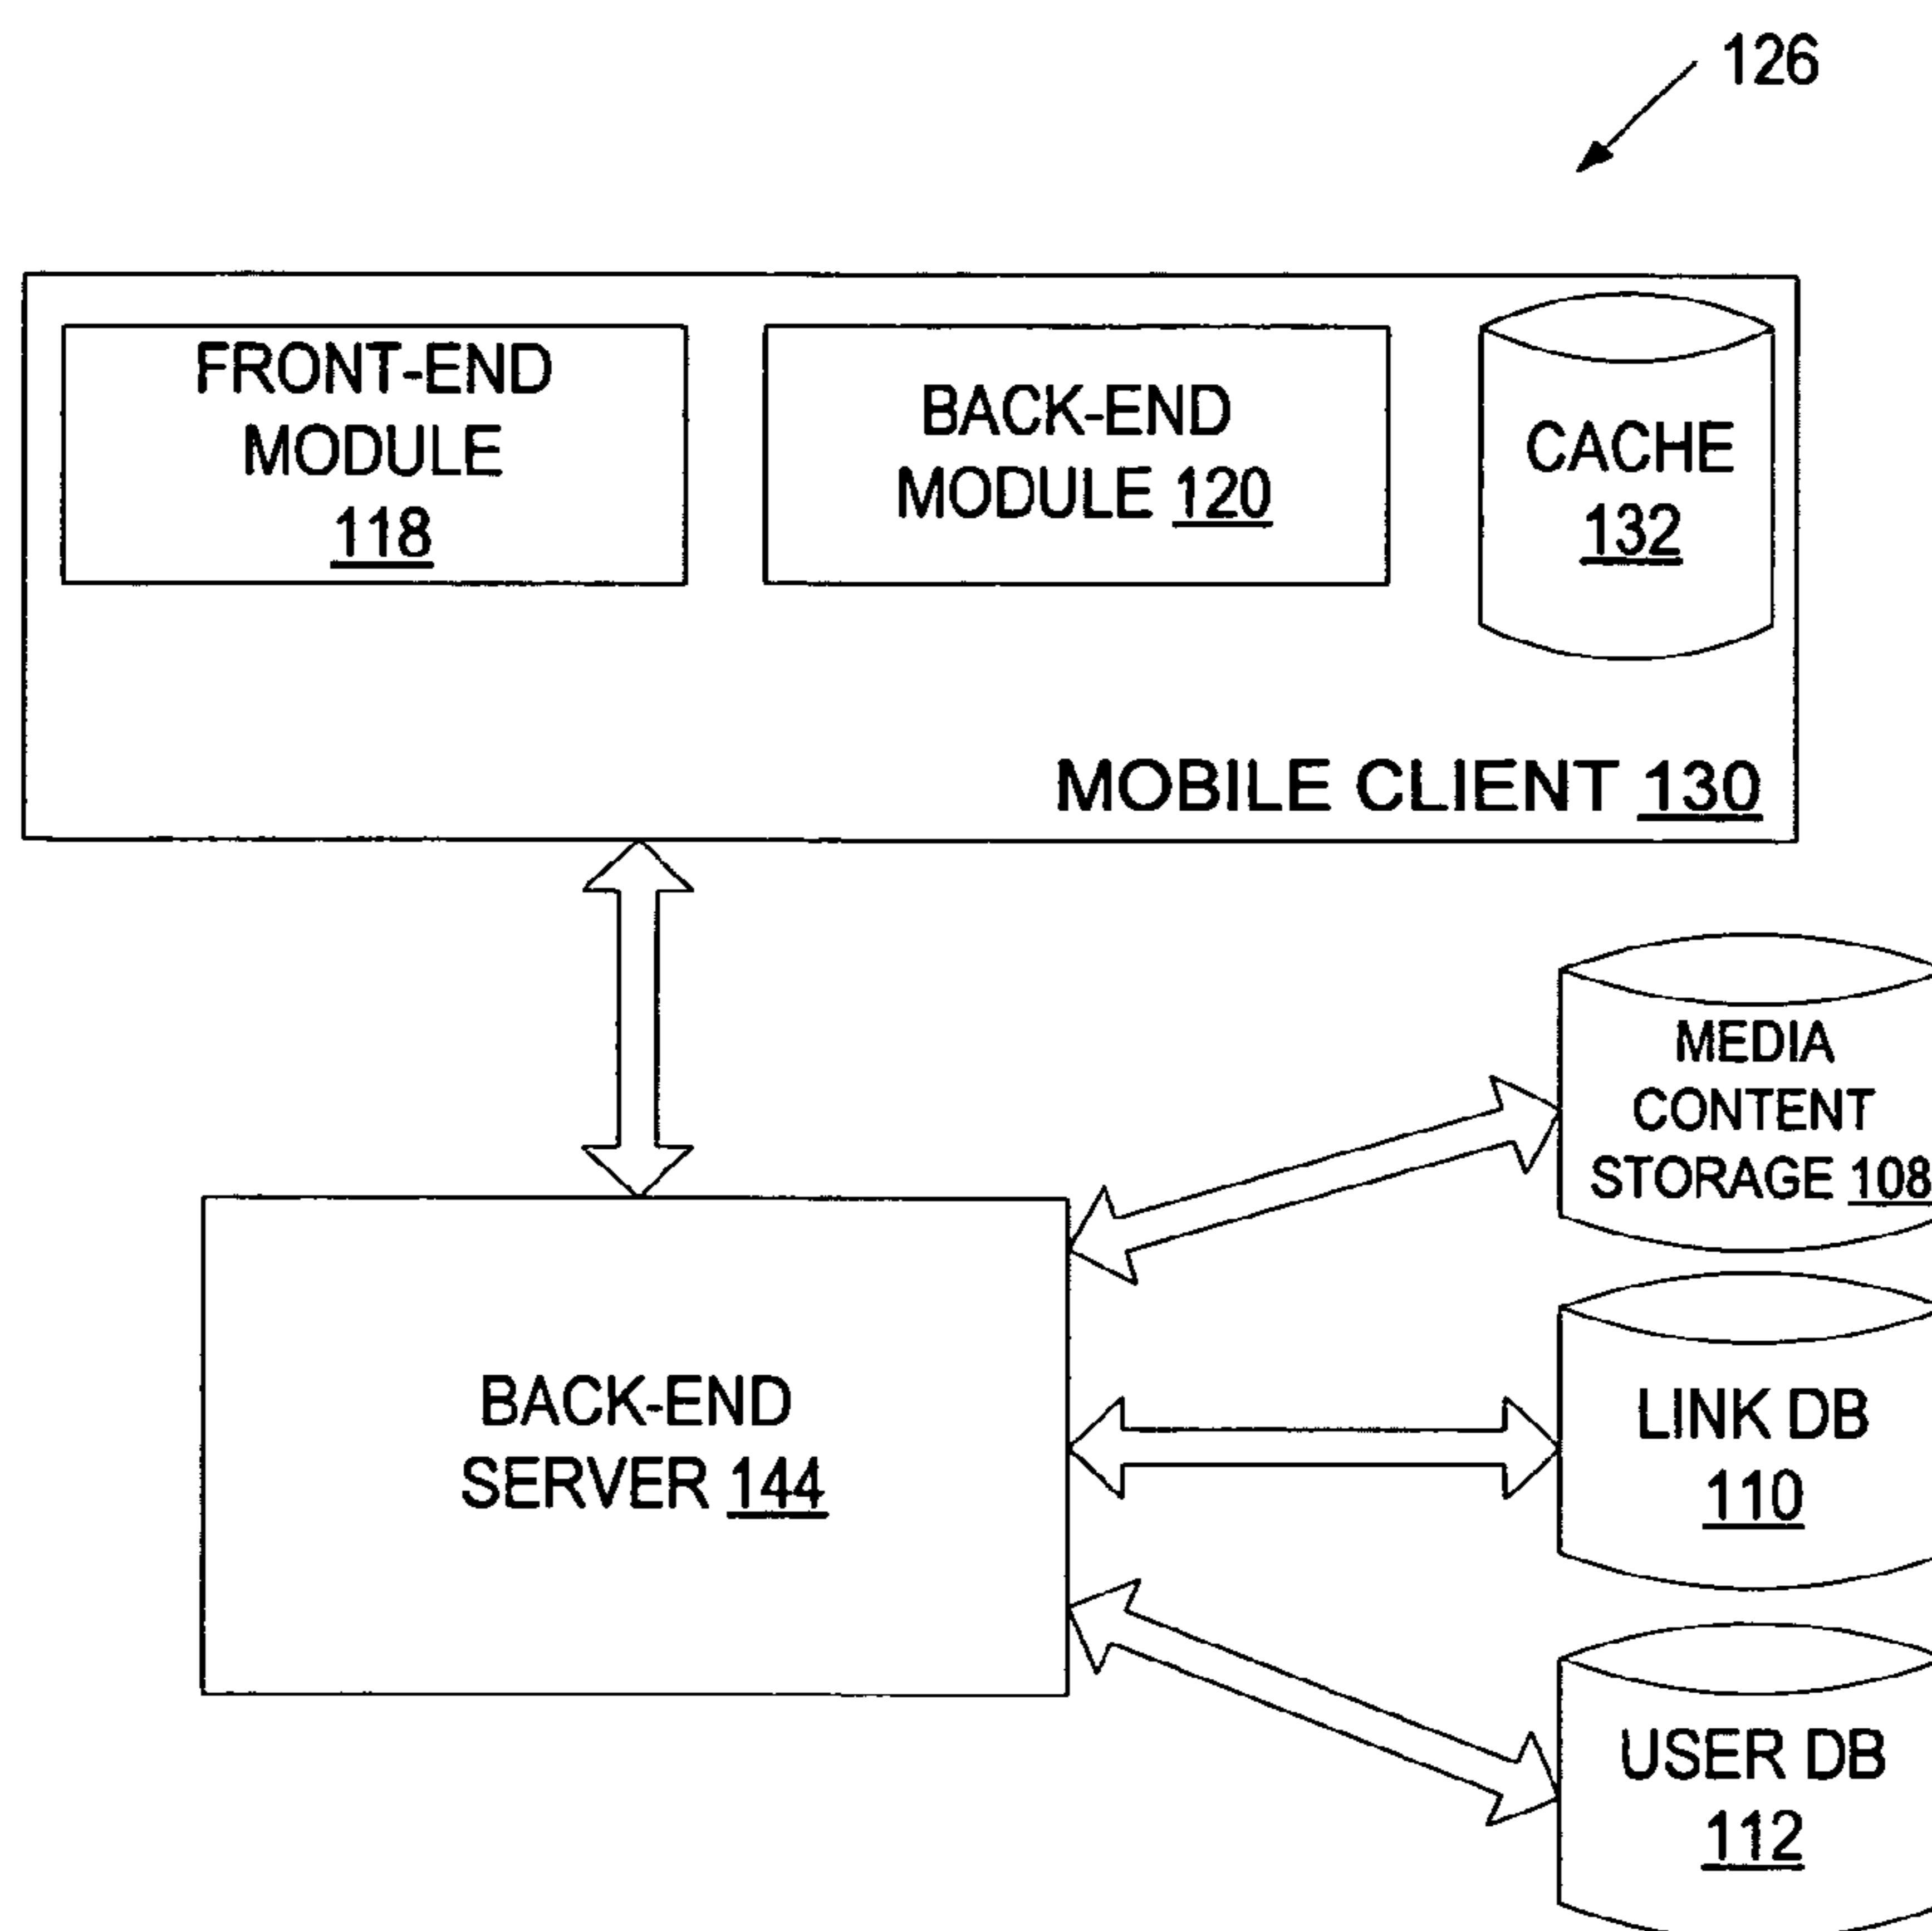 126
FRONT-END
MODULE
118
BACK-END
MODULE 120
CACHE
132
MOBILE CLIENT 130
MEDIA
CONTENT
STORAGE 108
BACK-END
SERVER 144
LINK DB
110
USER DB
112